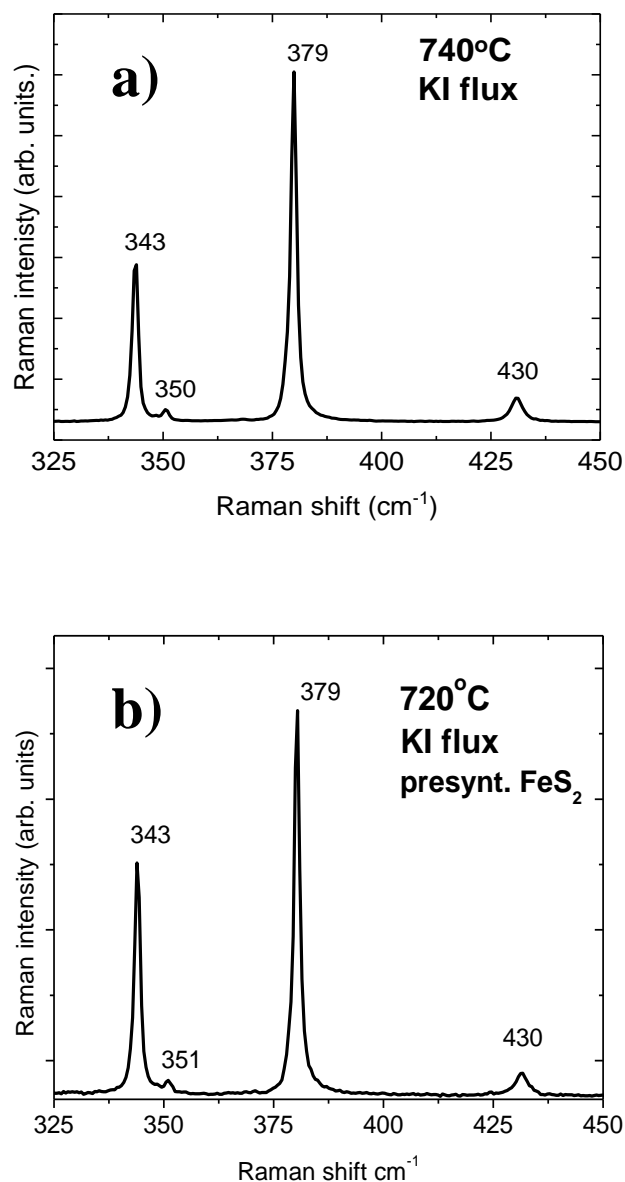 a)
740°C
KI flux
379
343
350
430
Raman intenisty (arb. units.)
325 350 375 400 425 450
Raman shift (cm⁻¹)
b)
720°C
KI flux
presynt. FeS₂
379
343
351
430
Raman intensity (arb. units)
325 350 375 400 425 450
Raman shift cm⁻¹